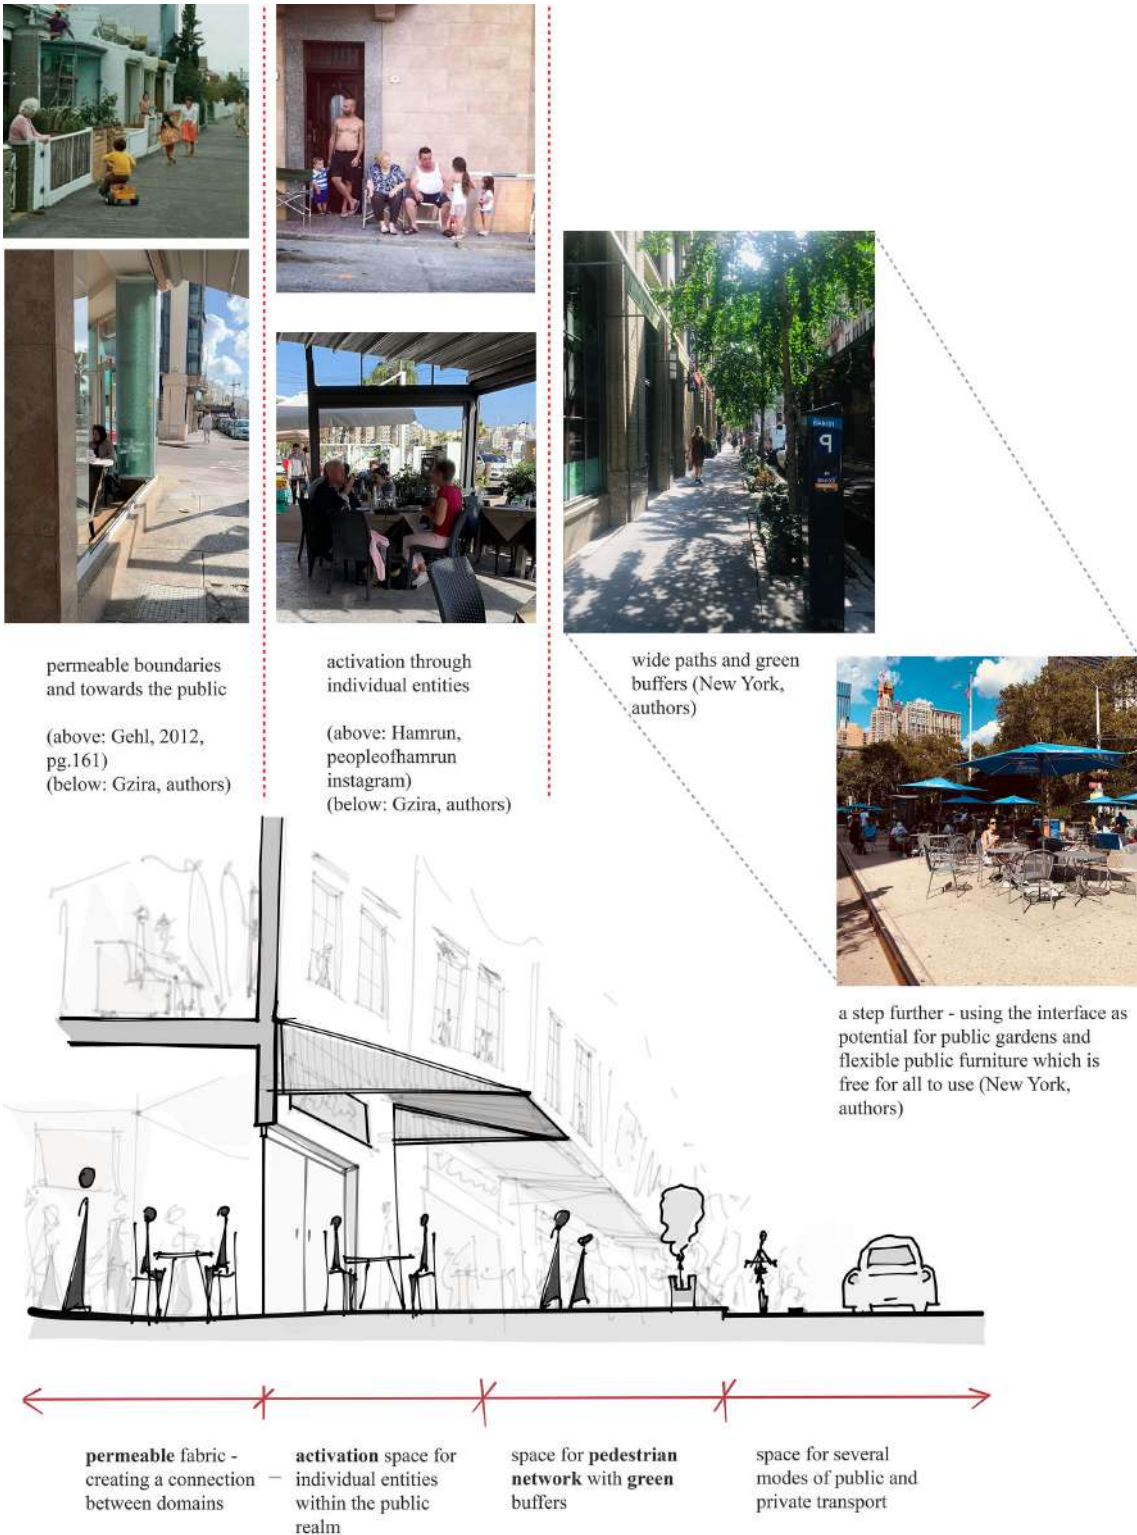 permeable boundaries
and towards the public
(above: Gehl, 2012,
pg.161)
(below: Gzira, authors)
activation through
individual entities
(above: Hamrun,
peopleofhamrun
instagram)
(below: Gzira, authors)
wide paths and green
buffers (New York,
authors)
P
a step further - using the interface as
potential for public gardens and
flexible public furniture which is
free for all to use (New York,
authors)
permeable fabric -
creating a connection –
between domains
activation space for
individual entities
within the public
realm
space for pedestrian
network with green
buffers
space for several
modes of public and
private transport